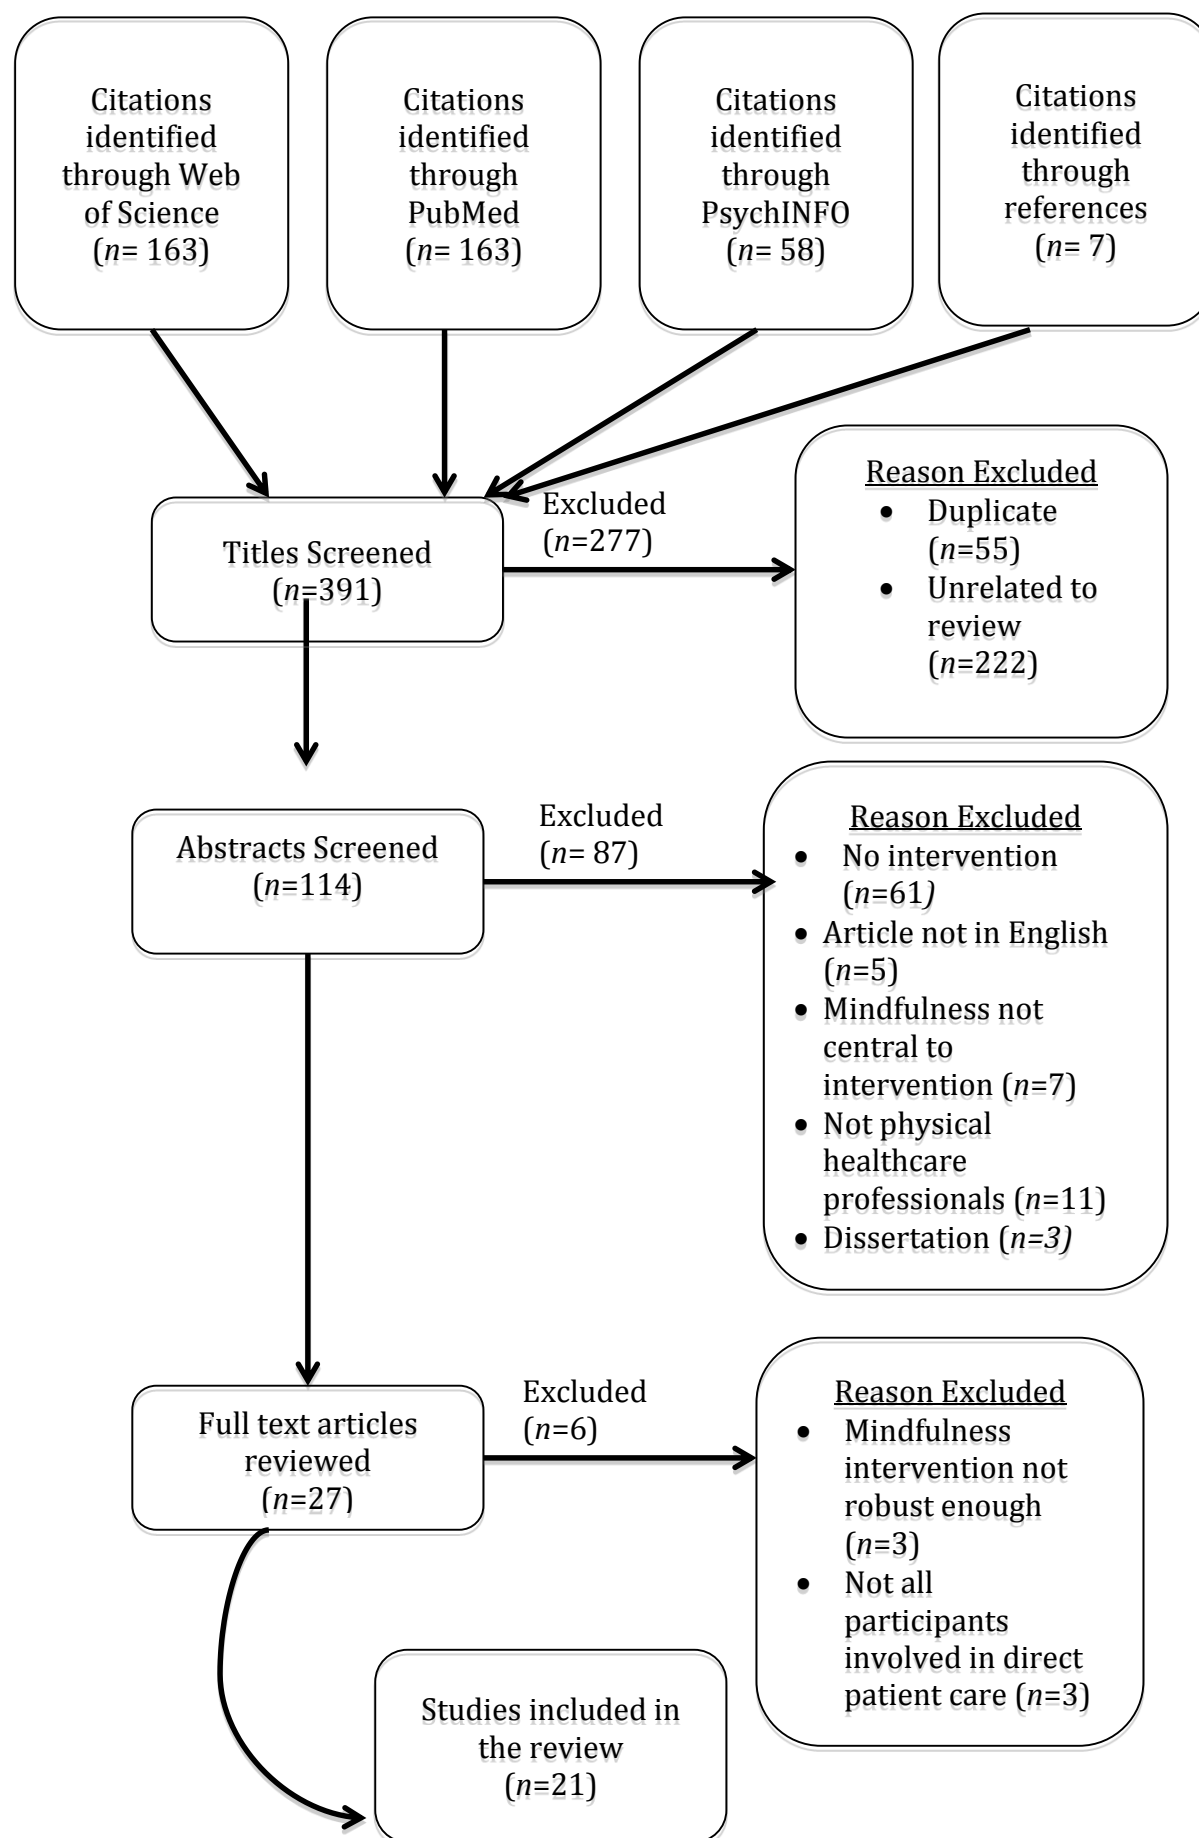 Citations
identified
through Web
of Science
(n= 163)
Citations
identified
through
PubMed
(n= 163)
Citations
identified
through
PsychINFO
(n= 58)
Citations
identified
through
references
(n= 7)
Titles Screened
(n=391)
Excluded
(n=277)
Reason Excluded
• Duplicate
(n=55)
• Unrelated to
review
(n=222)
Abstracts Screened
(n=114)
Excluded
(n= 87)
Reason Excluded
• No intervention
(n=61)
• Article not in English
(n=5)
• Mindfulness not
central to
intervention (n=7)
• Not physical
healthcare
professionals (n=11)
• Dissertation (n=3)
Full text articles
reviewed
(n=27)
Excluded
(n=6)
Reason Excluded
• Mindfulness
intervention not
robust enough
(n=3)
• Not all
participants
involved in direct
patient care (n=3)
Studies included in
the review
(n=21)